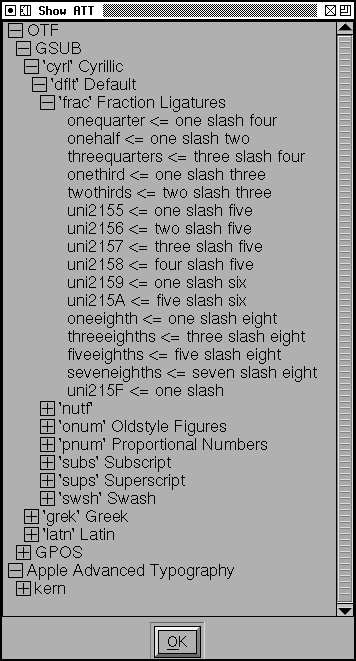 Show ATT
OTF
GSUB
'cyrl' Cyrillic
'dflt' Default
'frac' Fraction Ligatures
onequarter <= one slash four
onehalf <= one slash two
threequarters <= three slash four
onethird <= one slash three
twothirds <= two slash three
uni2155 <= one slash five
uni2156 <= two slash five
uni2157 <= three slash five
uni2158 <= four slash five
uni2159 <= one slash six
uni215A <= five slash six
oneeighth <= one slash eight
threeeighths <= three slash eight
fiveeighths <= five slash eight
seveneighths <= seven slash eight
uni215F <= one slash
'nutf'
'onum' Oldstyle Figures
'pnum' Proportional Numbers
'subs' Subscript
'sups' Superscript
'swsh' Swash
'grek' Greek
'latn' Latin
GPOS
Apple Advanced Typography
kern
OK